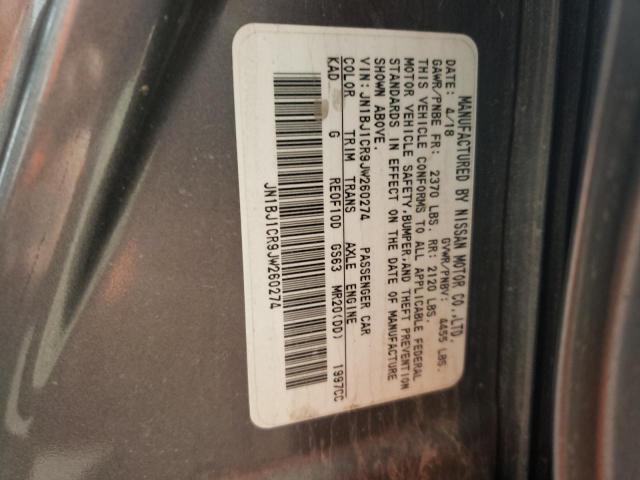 MANUFACTURED BY NISSAN MOTOR CO.,LTD.
DATE: 4/18 GVWR/PNBV: 4455 LBS.
GAWR/PNBE FR: 2370 LBS. RR: 2120 LBS.
THIS VEHICLE CONFORMS TO ALL APPLICABLE FEDERAL
MOTOR VEHICLE SAFETY,BUMPER,AND THEFT PREVENTION
STANDARDS IN EFFECT ON THE DATE OF MANUFACTURE
SHOWN ABOVE.
VIN:JN1BJ1CR9JW260274 PASSENGER CAR
COLOR TRIM TRANS AXLE ENGINE
KAD G RE0F10D GS63 MR20(DD) 1997CC
JN1BJ1CR9JW260274